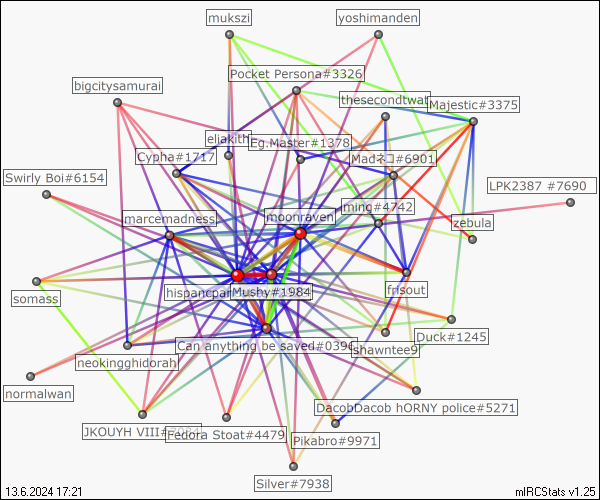 mukszi
yoshimanden
Pocket Persona#3326
bigcitysamurai
thesecondtwat
Majestic#3375
eliakith
Eg.Master#1378
Cypha#1717
Madネコ#6901
Swirly Boi#6154
LPK2387 #7690
marcemadness
moonraven
ming#4742
zebula
hispanicpan
Mushy#1984
frisout
somass
Can anything be saved#0396
shawntee9
Duck#1245
neokingghidorah
normalwan
DacobDacob hORNY police#5271
JKOUYH VIII
Fedora Stoat#4479
Pikabro#9971
Silver#7938
13.6.2024 17:21
mIRCStats v1.25